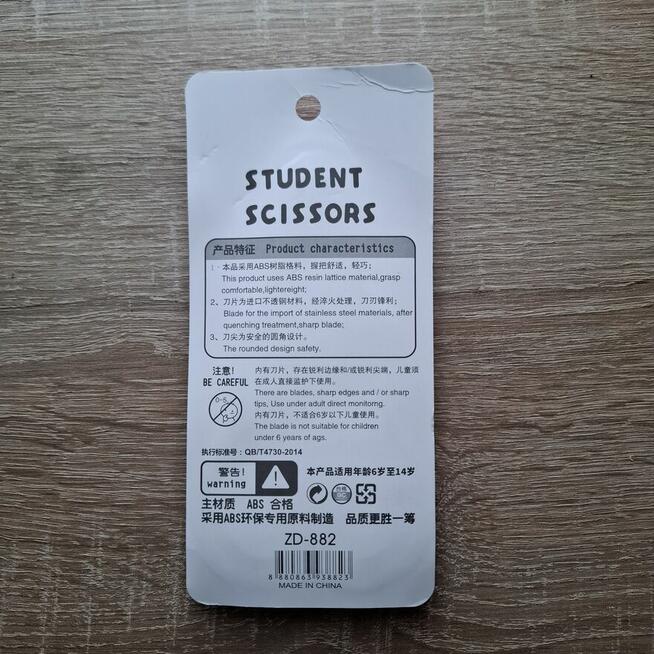 STUDENT
SCISSORS
产品特征 Product characteristics
1、本品采用ABS树脂格料，握把舒适，轻巧；
This product uses ABS resin lattice material,grasp
comfortable,lightereight;
2、刀片为进口不透钢材料，经淬火处理，刀刃锋利；
Blade for the import of stainless steel materials, after
quenching treatment,sharp blade;
3、刀尖为安全的圆角设计。
The rounded design safety.
注意!
BE CAREFUL
0-5
内有刀片，存在锐利边缘和/或锐利尖端，儿童须
在成人直接监护下使用。
There are blades, sharp edges and / or sharp
tips, Use under adult direct monitorng.
内有刀片，不适合6岁以下儿童使用。
The blade is not suitable for children
under 6 years of ags.
执行标准号：QB/T4730-2014
警告!
warning
本产品适用年龄6岁至14岁
主材质 ABS 合格
采用ABS环保专用原料制造 品质更胜一筹
ZD-882
8 880863 938823
MADE IN CHINA